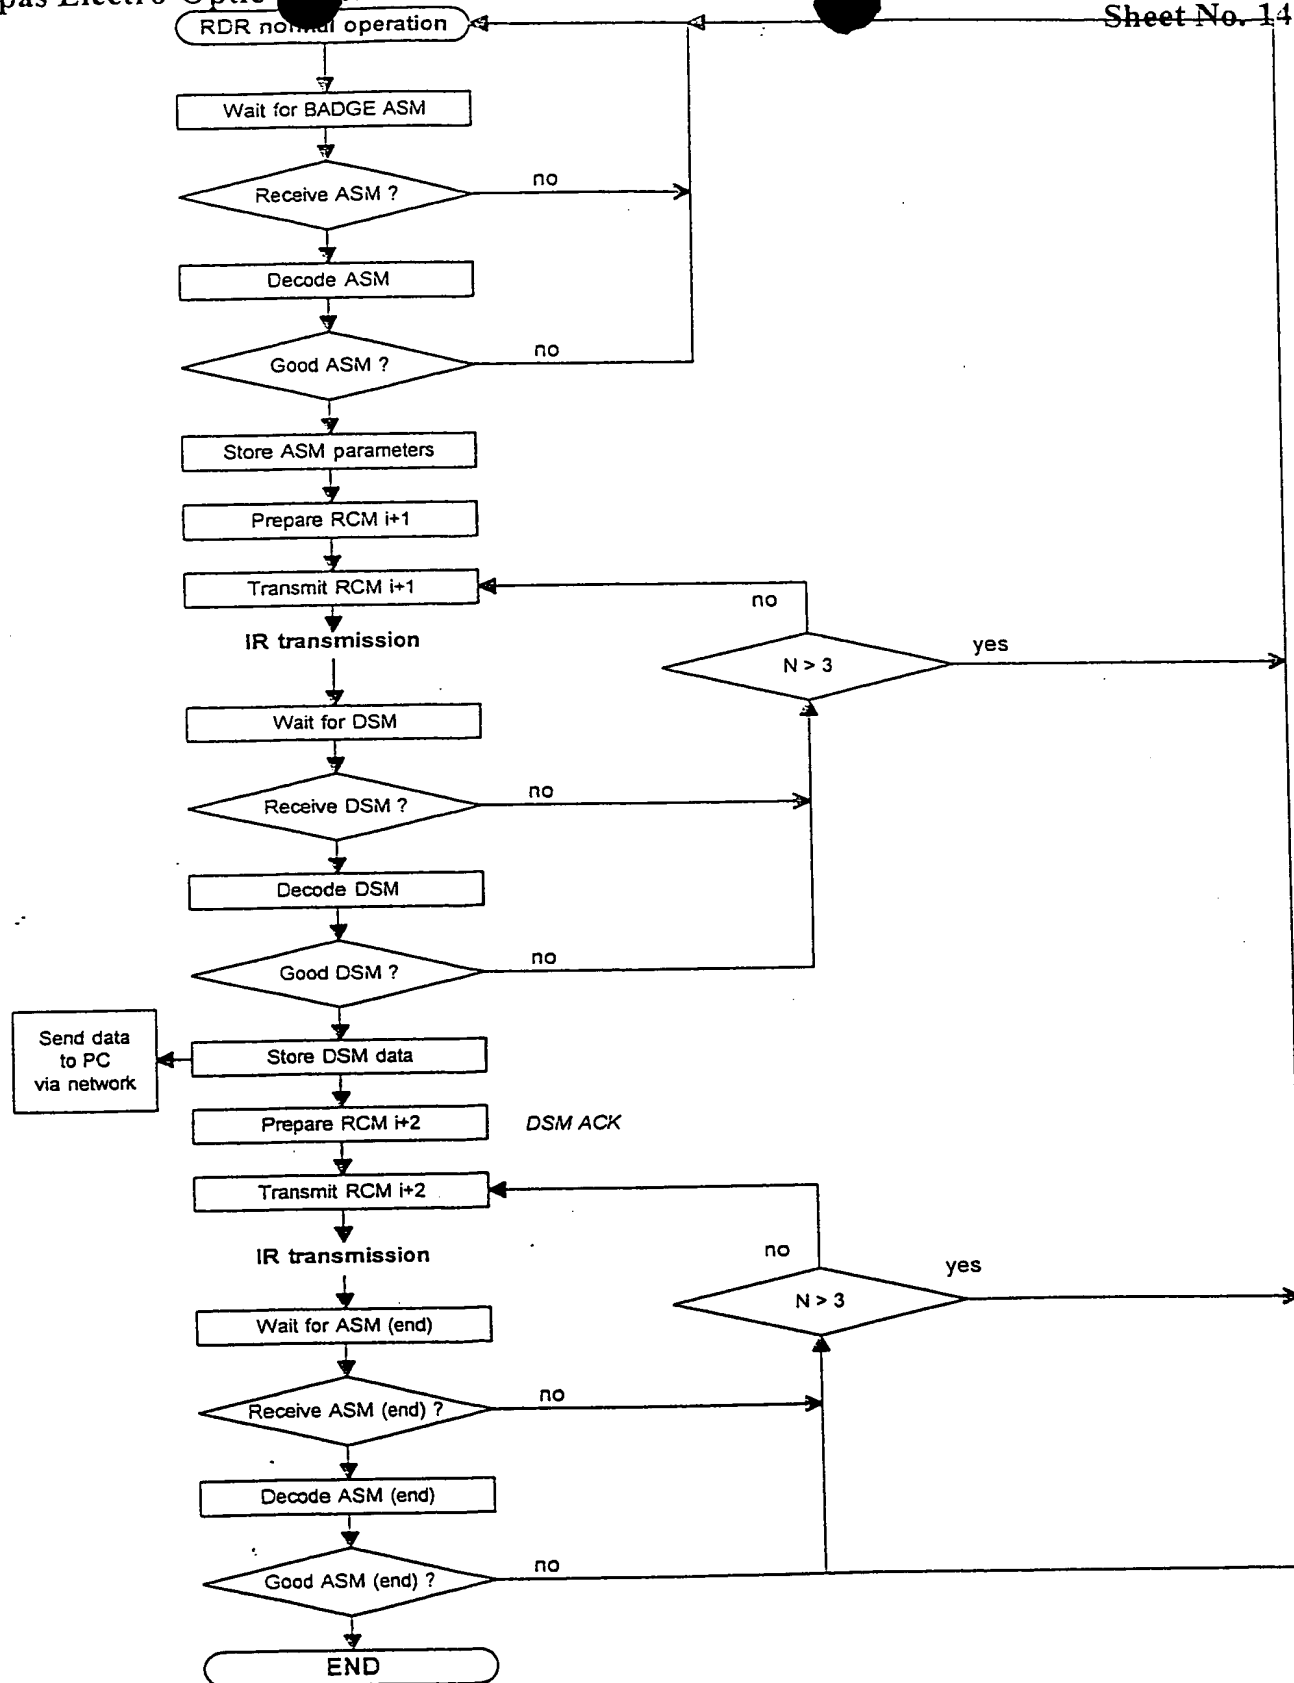 pas Electro-Optic
Sheet No. 14
RDR normal operation
Wait for BADGE ASM
Receive ASM ?
no
Decode ASM
Good ASM ?
no
Store ASM parameters
Prepare RCM i+1
Transmit RCM i+1
no
IR transmission
N > 3
yes
Wait for DSM
Receive DSM ?
no
Decode DSM
Good DSM ?
no
Send data
to PC
via network
Store DSM data
Prepare RCM i+2
DSM ACK
Transmit RCM i+2
no
yes
IR transmission
N > 3
Wait for ASM (end)
Receive ASM (end) ?
no
Decode ASM (end)
Good ASM (end) ?
no
END